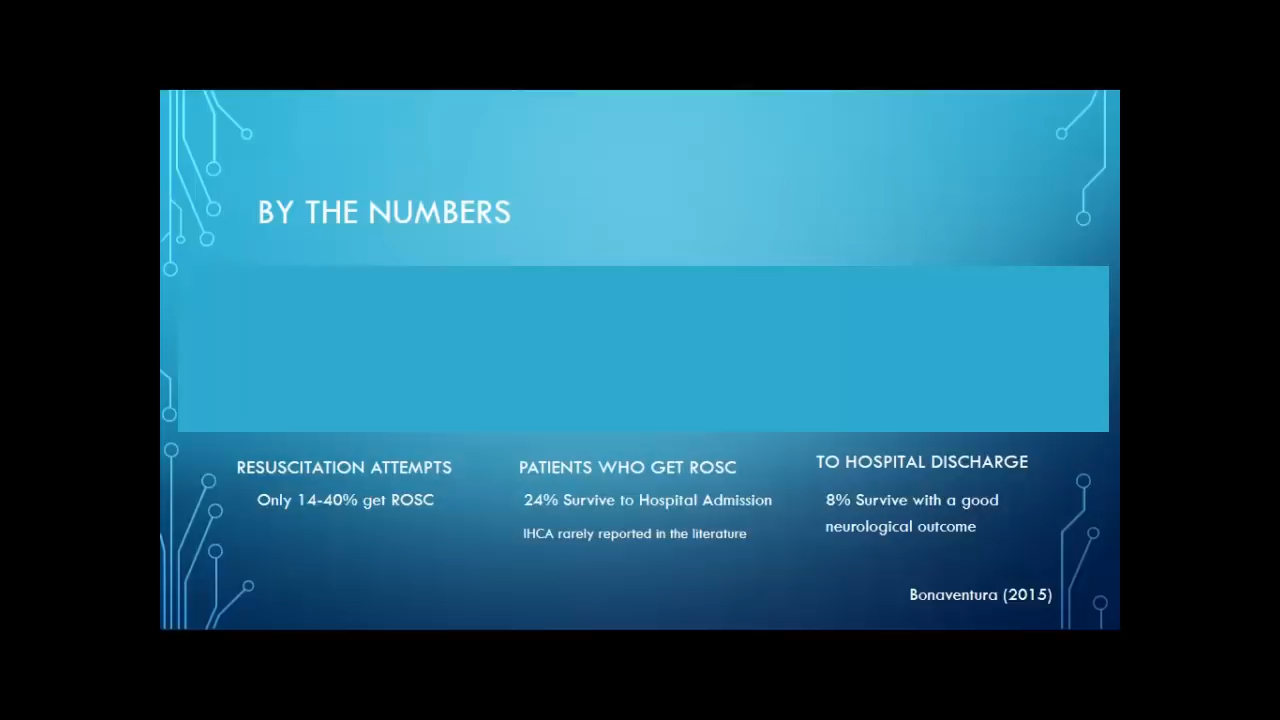 BY THE NUMBERS
RESUSCITATION ATTEMPTS
Only 14-40% get ROSC
PATIENTS WHO GET ROSC
24% Survive to Hospital Admission
IHCA rarely reported in the literature
TO HOSPITAL DISCHARGE
8% Survive with a good
neurological outcome
Bonaventura (2015)